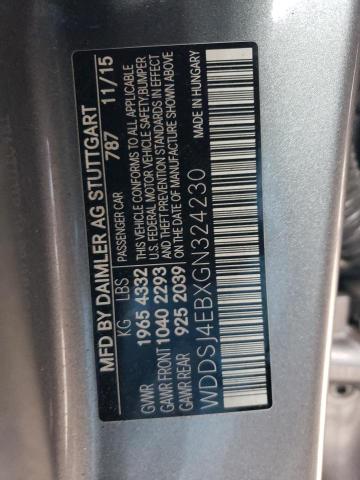 MFD BY DAIMLER AG STUTTGART
787 11/15
KG LBS PASSENGER CAR
GVWR 1965 4332 THIS VEHICLE CONFORMS TO ALL APPLICABLE
U.S. FEDERAL MOTOR VEHICLE SAFETY,BUMPER
GAWR FRONT 1040 2293 AND THEFT PREVENTION STANDARDS IN EFFECT
GAWR REAR 925 2039 ON THE DATE OF MANUFACTURE SHOWN ABOVE
WDDSJ4EBXGN324230 MADE IN HUNGARY